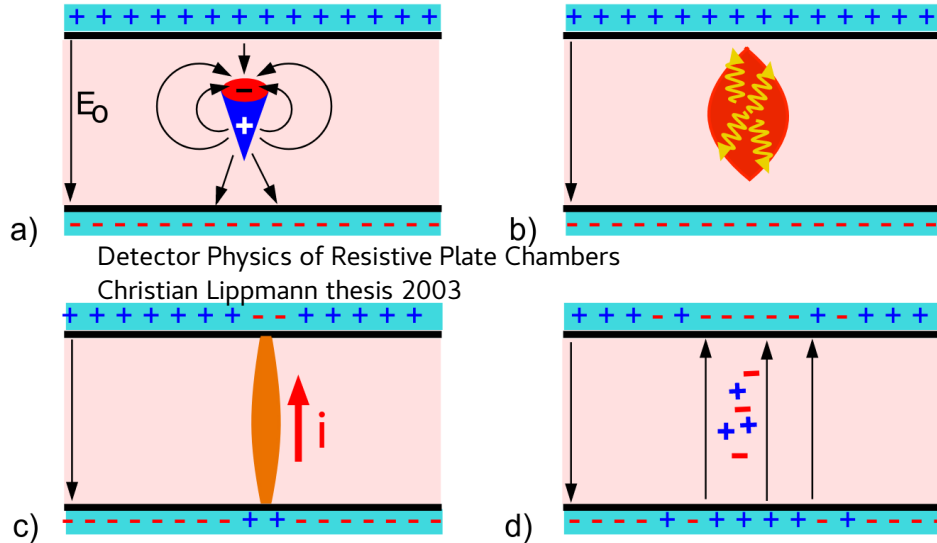 + + + + + + + + + + + + + +
+ + + + + + + + + + + + + +
E0
-
+
- - - - - - - - - - - - - - - - - -
- - - - - - - - - - - - - - - - - -
a)
b)
Detector Physics of Resistive Plate Chambers
Christian Lippmann thesis 2003
+ + + + + + + - - + + + + +
+ + + - + - - - - - + - + + +
i
- + - + + -
- - - - - - - + + - - - - - - -
- - - - + - + + + + - + - - - -
c)
d)